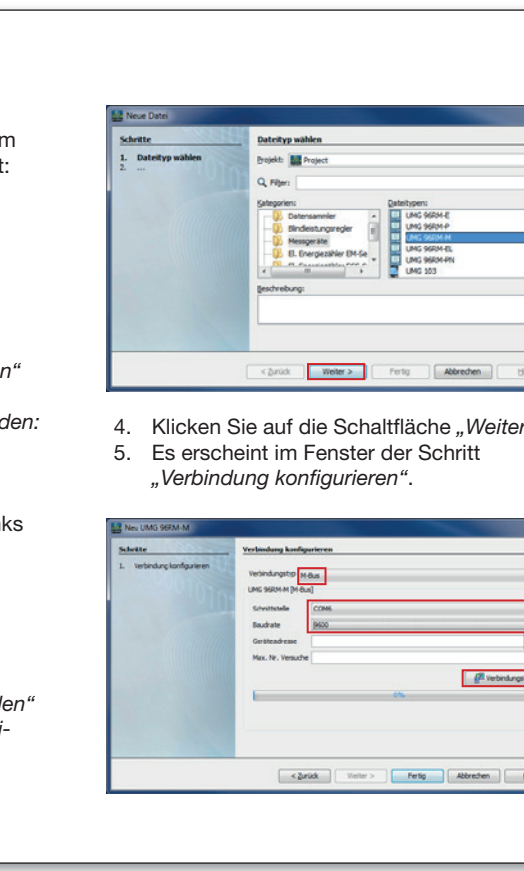 m
t:
n“
den:
ks
len“
i-
Neue Datei
Schritte
1. Dateityp wählen
2. ...
Dateityp wählen
Projekt: Project
Filter:
Kategorien:
Datensammler
Blindleistungsregler
Messgeräte
El. Energiezähler EM-Se
Dateitypen:
UMG 96RM-E
UMG 96RM-P
UMG 96RM-M
UMG 96RM-EL
UMG 96RM-PN
UMG 103
Beschreibung:
< Zurück Weiter > Fertig Abbrechen
4. Klicken Sie auf die Schaltfläche „Weiter
5. Es erscheint im Fenster der Schritt
„Verbindung konfigurieren“.
Neu UMG 96RM-M
Schritte
1. Verbindung konfigurieren
Verbindung konfigurieren
Verbindungstyp M-Bus
UMG 96RM-M [M-Bus]
Schnittstelle COM6
Baudrate 9600
Geräteadresse
Max. Nr. Versuche
Verbindungs
0%
< Zurück Weiter > Fertig Abbrechen